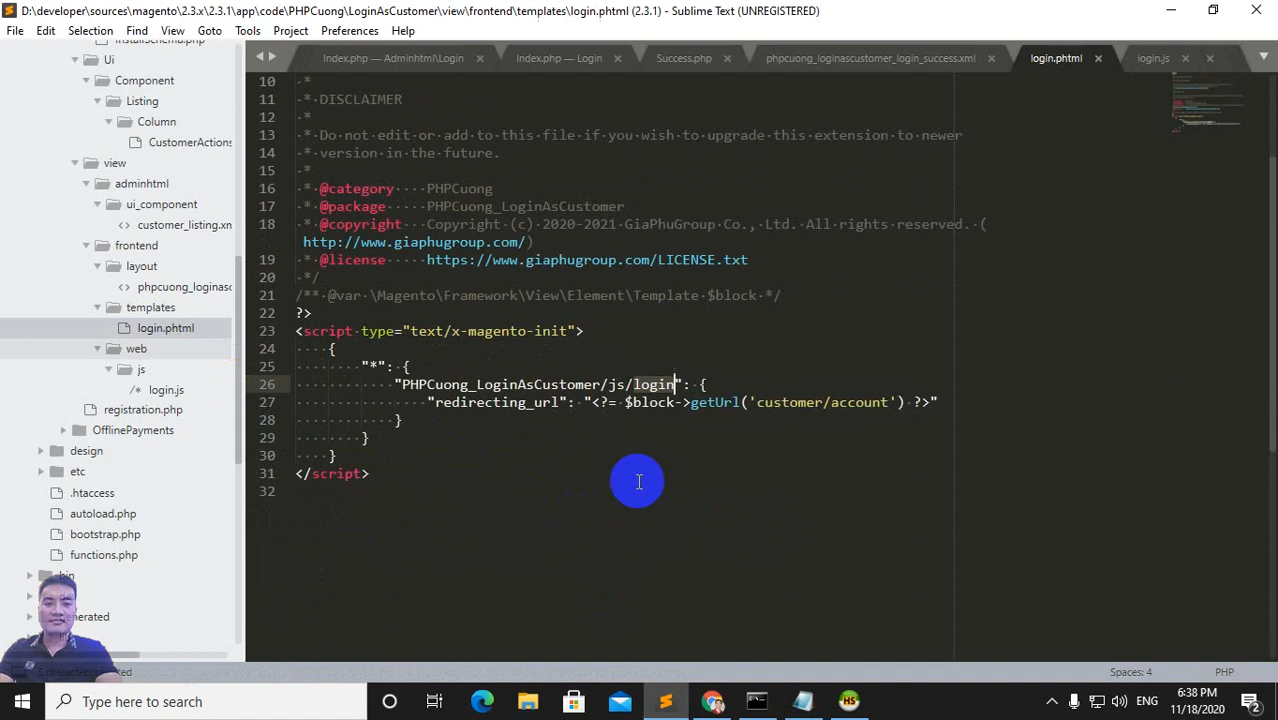 D:\developer\sources\magento\2.3.x\2.3.1\app\code\PHPCuong\LoginAsCustomer\view\frontend\templates\login.phtml (2.3.1) - Sublime Text (UNREGISTERED)
File Edit Selection Find View Goto Tools Project Preferences Help
Index.php — Adminhtml\Login
Index.php — Login
Success.php
phpcuong_loginascustomer_login_success.xml
login.phtml
login.js
Ui
Component
Listing
Column
CustomerActions
view
adminhtml
ui_component
customer_listing.xm
frontend
layout
phpcuong_loginasc
templates
login.phtml
web
js
login.js
registration.php
OfflinePayments
design
etc
.htaccess
autoload.php
bootstrap.php
functions.php
bin
10 *
11 * DISCLAIMER
12 *
13 * Do not edit or add to this file if you wish to upgrade this extension to newer
14 * version in the future.
15 *
16 * @category    PHPCuong
17 * @package     PHPCuong_LoginAsCustomer
18 * @copyright   Copyright (c) 2020-2021 GiaPhuGroup Co., Ltd. All rights reserved. (
http://www.giaphugroup.com/)
19 * @license     https://www.giaphugroup.com/LICENSE.txt
20 */
21 /** @var \Magento\Framework\View\Element\Template $block */
22 ?>
23 <script type="text/x-magento-init">
24     {
25         "*": {
26             "PHPCuong_LoginAsCustomer/js/login": {
27                 "redirecting_url": "<?= $block->getUrl('customer/account') ?>"
28             }
29         }
30     }
31 </script>
32
Spaces: 4
PHP
Type here to search
ENG
6:38 PM
11/18/2020
2
HS